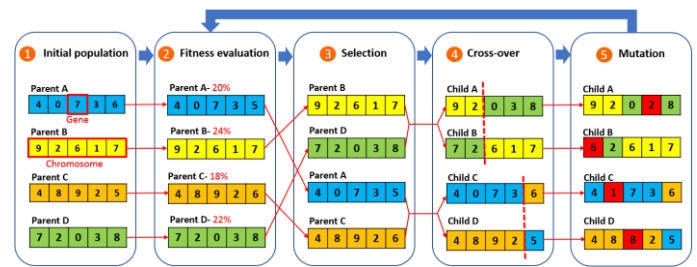 1 Initial population
Parent A
4 0 7 3 6
Gene
Parent B
9 2 6 1 7
Chromosome
Parent C
4 8 9 2 5
Parent D
7 2 0 3 8
2 Fitness evaluation
Parent A- 20%
4 0 7 3 5
Parent B- 24%
9 2 6 1 7
Parent C- 18%
4 8 9 2 6
Parent D- 22%
7 2 0 3 8
3 Selection
Parent B
9 2 6 1 7
Parent D
7 2 0 3 8
Parent A
4 0 7 3 5
Parent C
4 8 9 2 6
4 Cross-over
Child A
9 2 0 3 8
Child B
7 2 6 1 7
Child C
4 0 7 3 6
Child D
4 8 9 2 5
5 Mutation
Child A
9 2 0 2 8
Child B
6 2 6 1 7
Child C
4 1 7 3 6
Child D
4 8 8 2 5